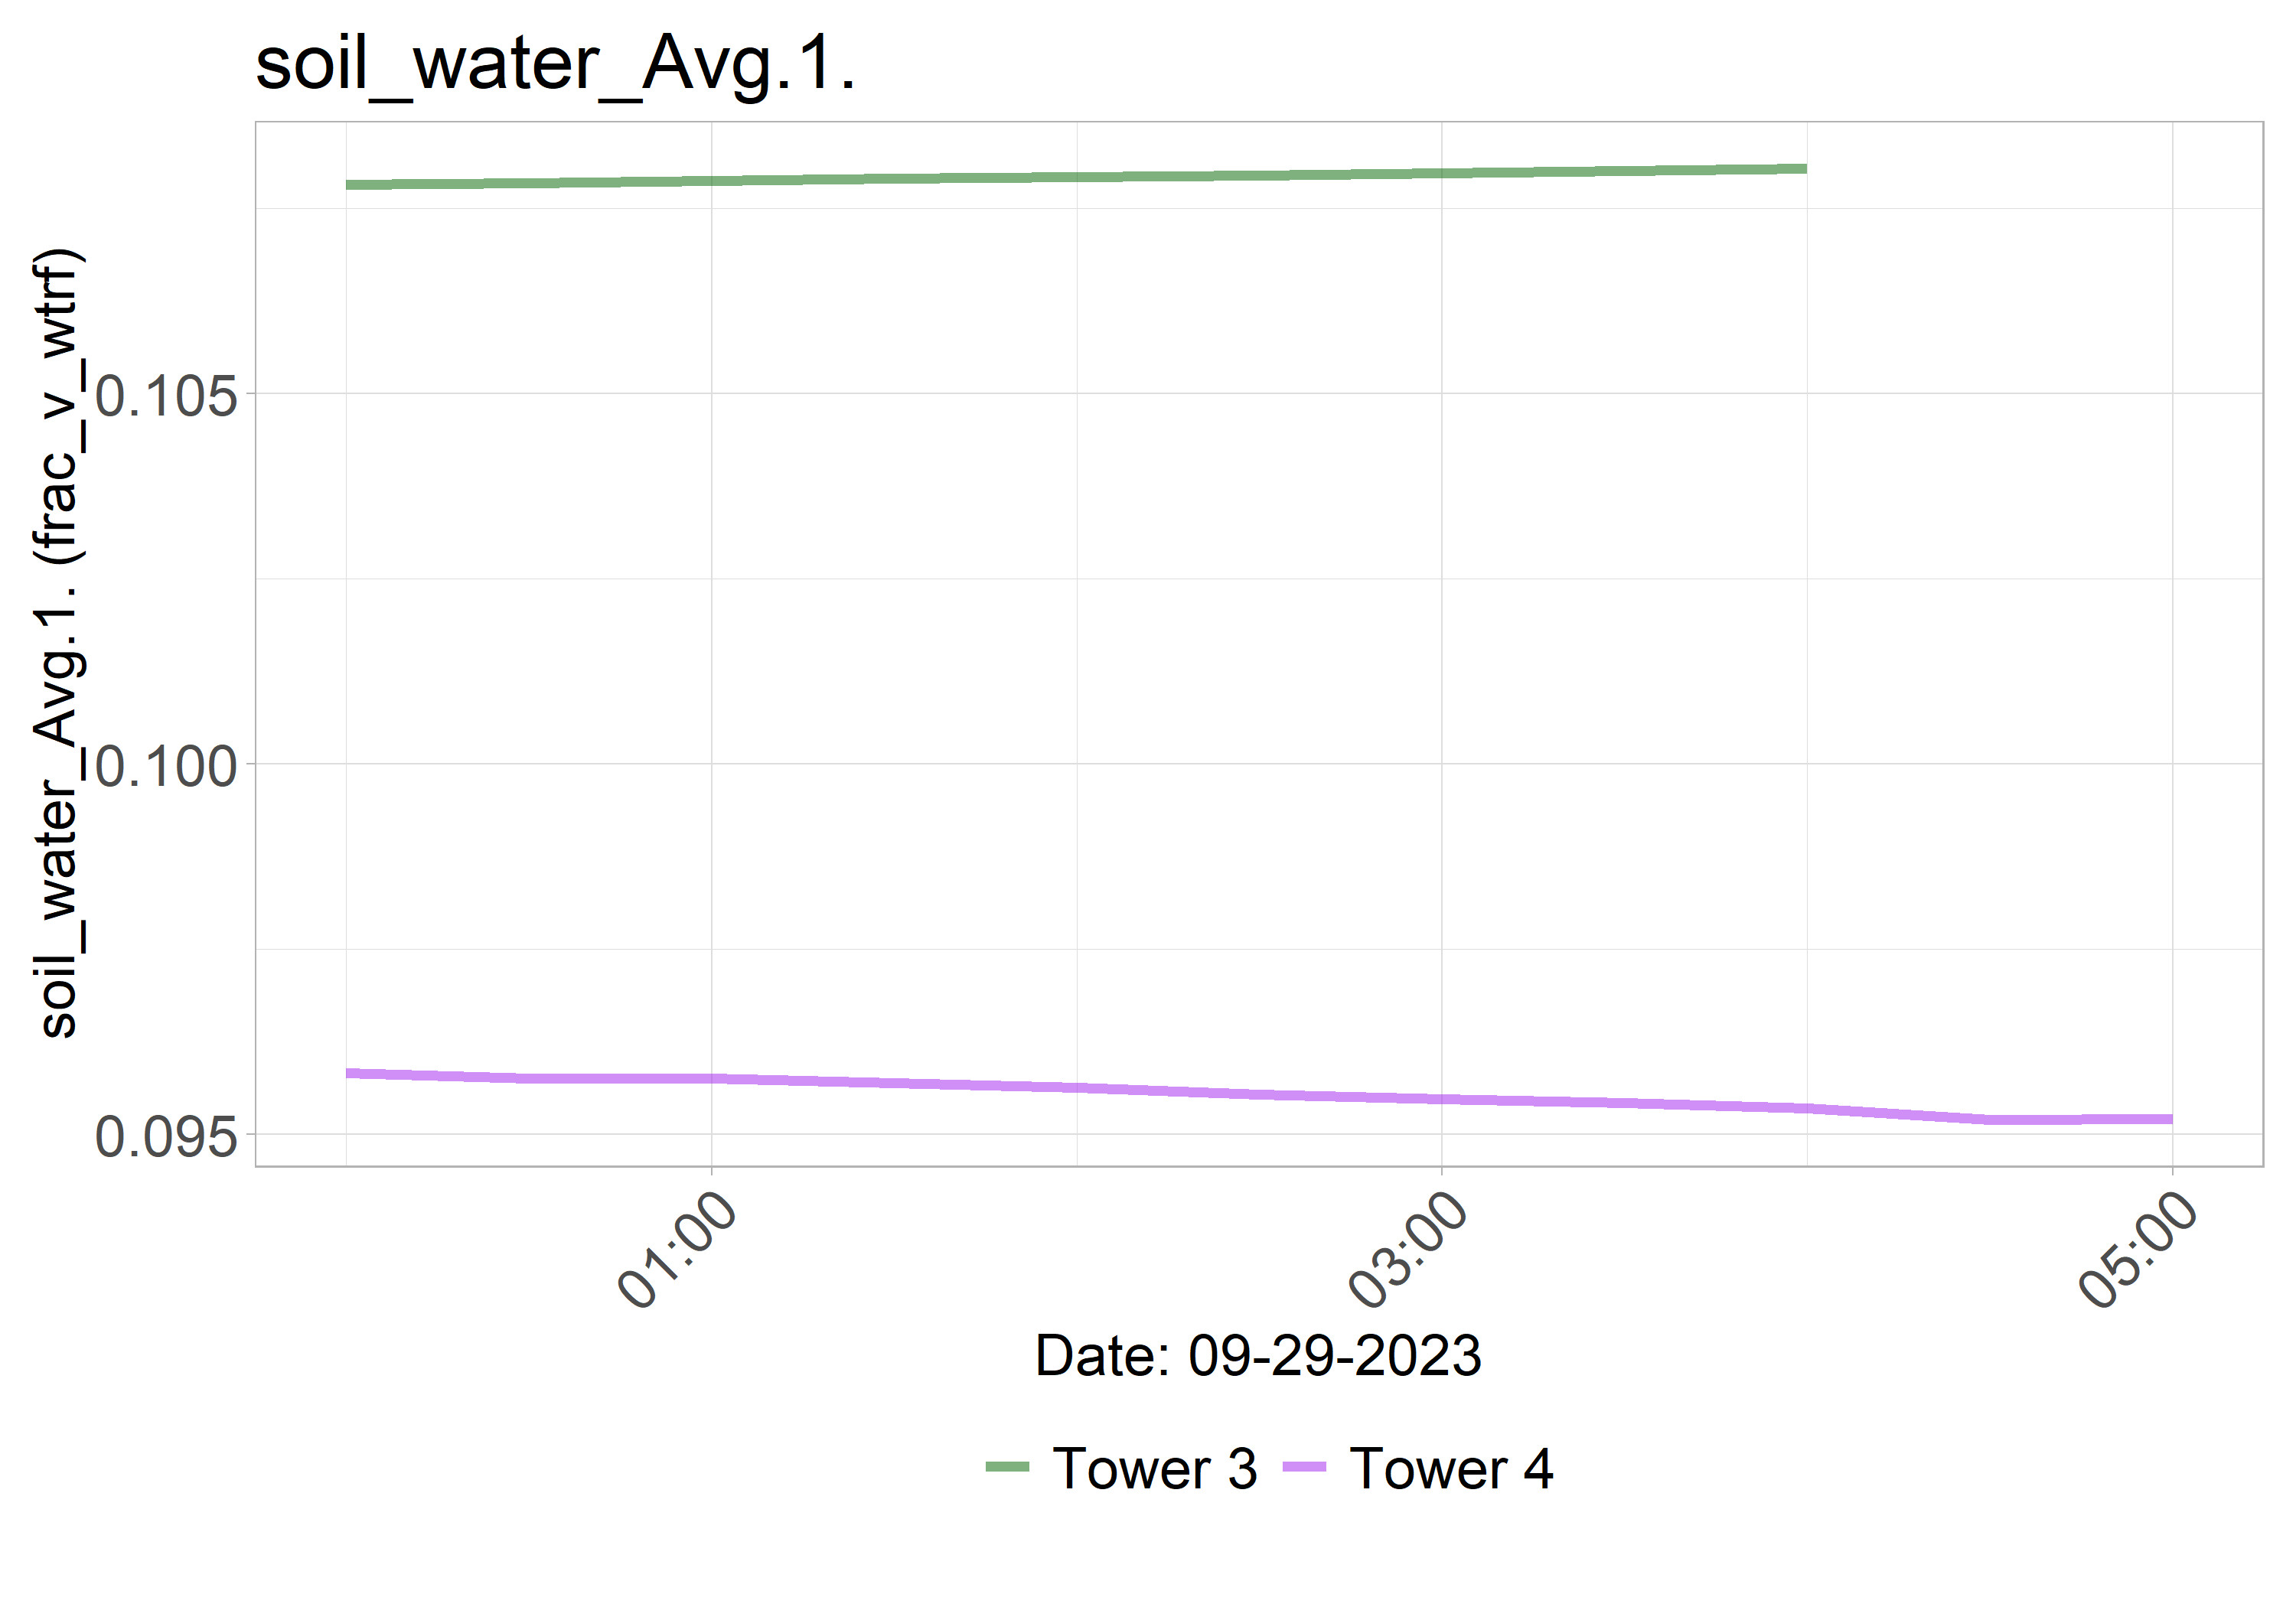 soil_water_Avg.1.
soil_water_Avg.1. (frac_v_wtrf)
0.105
0.100
0.095
01:00
03:00
05:00
Date: 09-29-2023
Tower 3
Tower 4